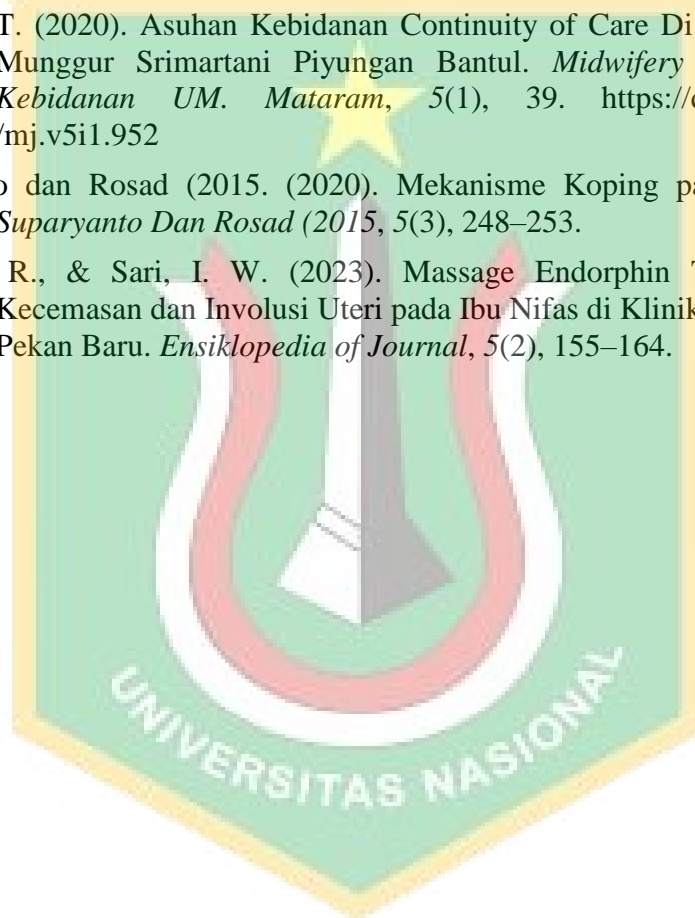 T. (2020). Asuhan Kebidanan Continuity of Care Di
Munggur Srimartani Piyungan Bantul. Midwifery
Kebidanan UM. Mataram, 5(1), 39.
/mj.v5i1.952
o dan Rosad (2015. (2020). Mekanisme Koping
Suparyanto Dan Rosad (2015, 5(3), 248–253.
R., & Sari, I. W. (2023). Massage Endorphin
Kecemasan dan Involusi Uteri pada Ibu Nifas di Klinik
Pekan Baru. Ensiklopedia of Journal, 5(2), 155–164.
UNIVERSITAS NASIONAL